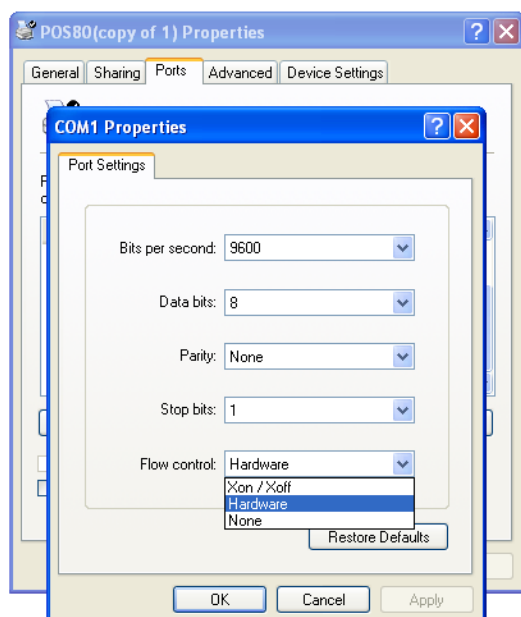 POS80(copy of 1) Properties
General Sharing Ports Advanced Device Settings
COM1 Properties
Port Settings
Bits per second: 9600
Data bits: 8
Parity: None
Stop bits: 1
Flow control: Hardware
Xon / Xoff
Hardware
None
Restore Defaults
OK Cancel Apply